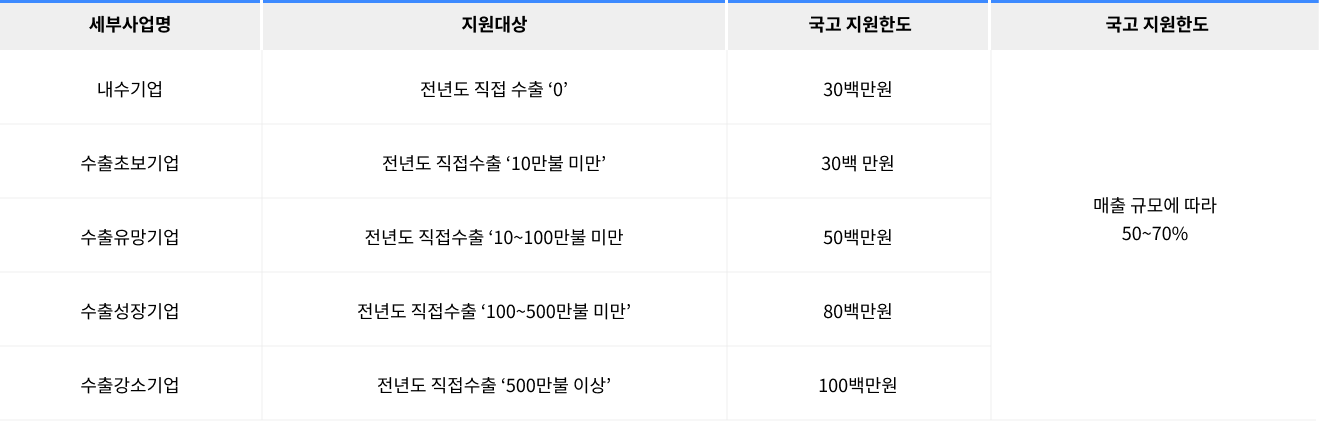 세부사업명 지원대상 국고 지원한도 국고 지원한도
내수기업 전년도 직접 수출 ‘0’ 30백만원
수출초보기업 전년도 직접수출 ‘10만불 미만’ 30백 만원
수출유망기업 전년도 직접수출 ‘10~100만불 미만 50백만원
수출성장기업 전년도 직접수출 ‘100~500만불 미만’ 80백만원
수출강소기업 전년도 직접수출 ‘500만불 이상’ 100백만원
매출 규모에 따라
50~70%